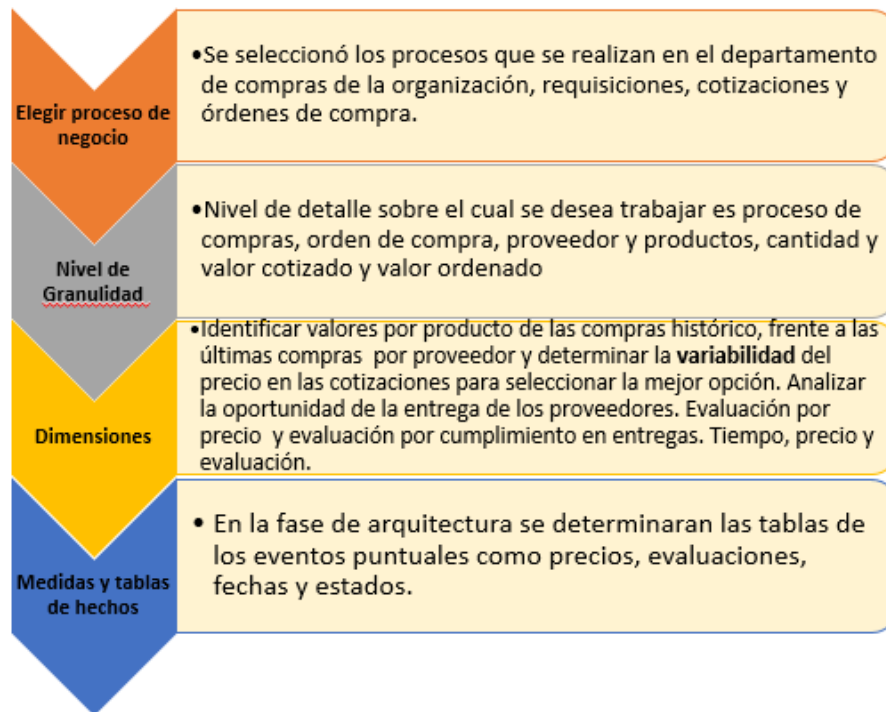 Elegir proceso de
negocio
•Se seleccionó los procesos que se realizan en el departamento
de compras de la organización, requisiciones, cotizaciones y
órdenes de compra.
Nivel de
Granulidad
•Nivel de detalle sobre el cual se desea trabajar es proceso de
compras, orden de compra, proveedor y productos, cantidad y
valor cotizado y valor ordenado
Dimensiones
•Identificar valores por producto de las compras histórico, frente a las
últimas compras por proveedor y determinar la variabilidad del
precio en las cotizaciones para seleccionar la mejor opción. Analizar
la oportunidad de la entrega de los proveedores. Evaluación por
precio y evaluación por cumplimiento en entregas. Tiempo, precio y
evaluación.
Medidas y tablas
de hechos
• En la fase de arquitectura se determinaran las tablas de
los eventos puntuales como precios, evaluaciones,
fechas y estados.